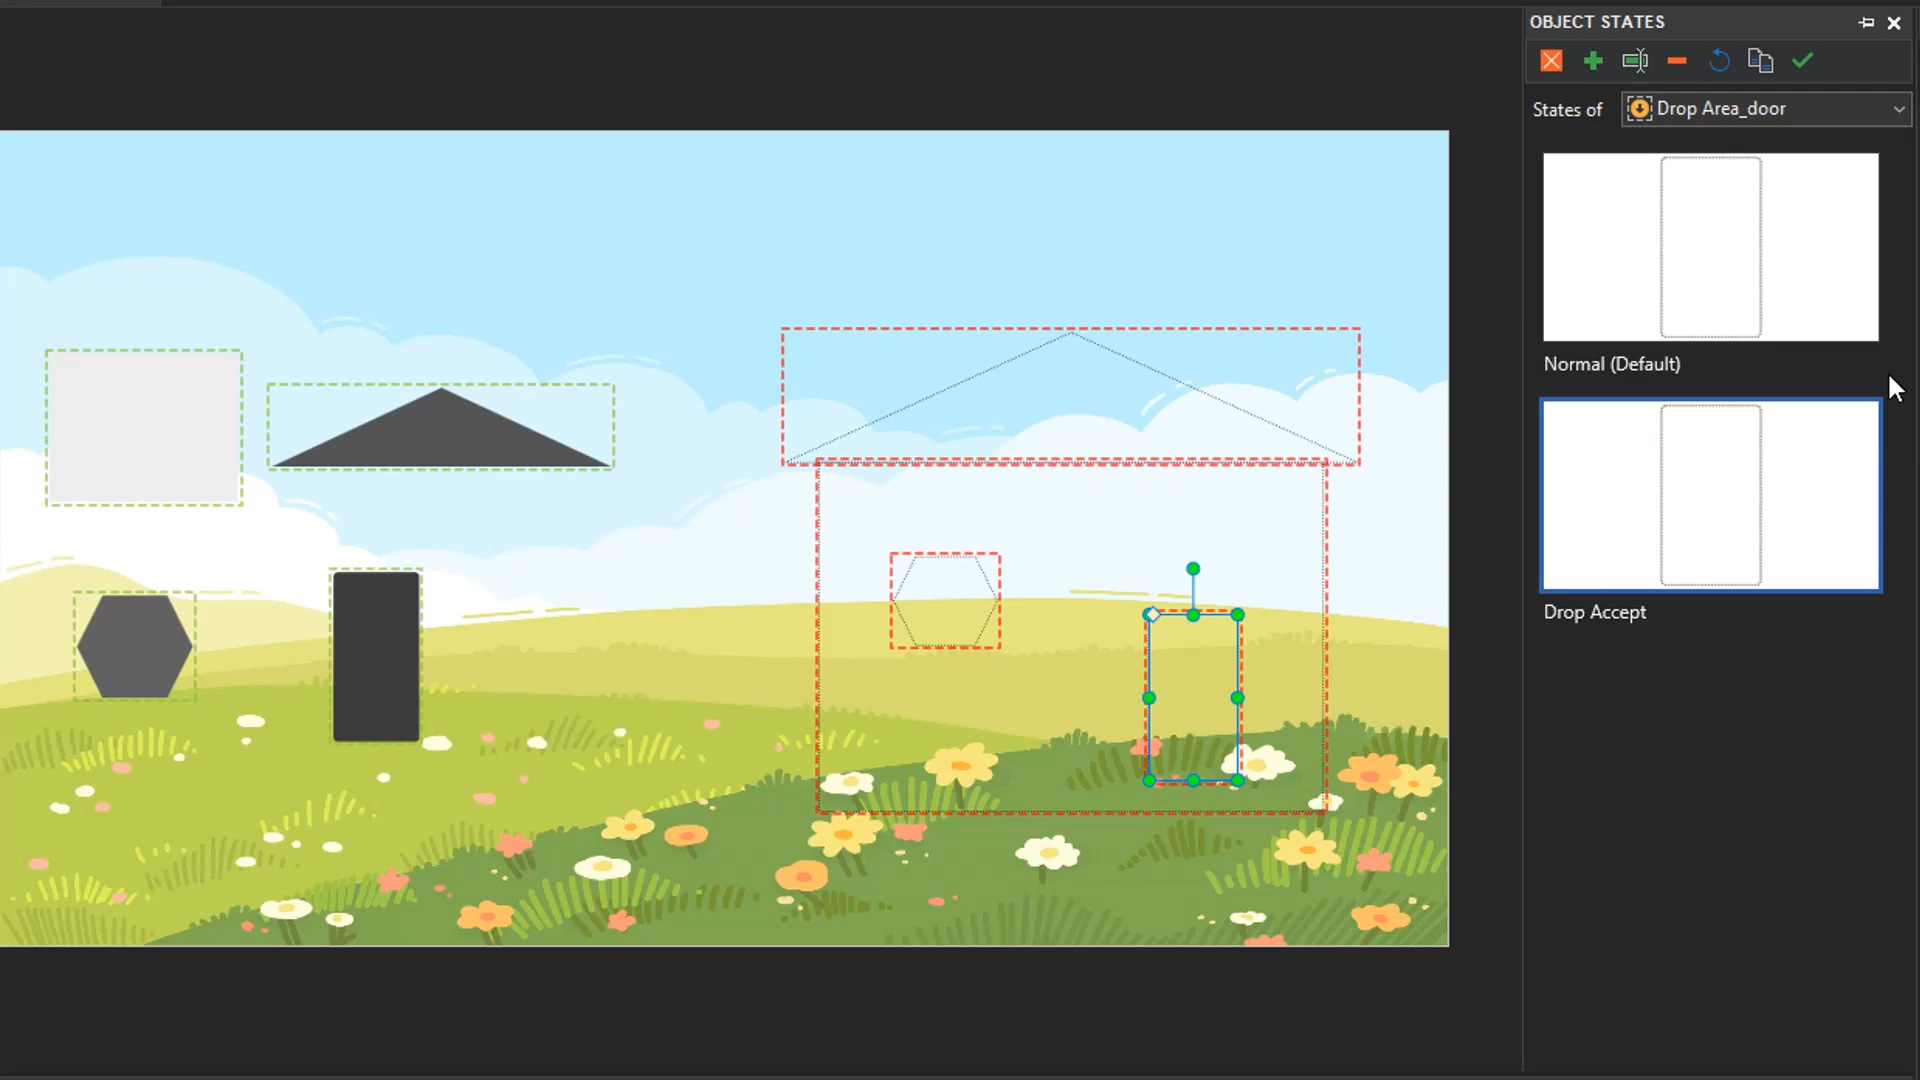 OBJECT STATES
States of
Drop Area_door
Normal (Default)
Drop Accept